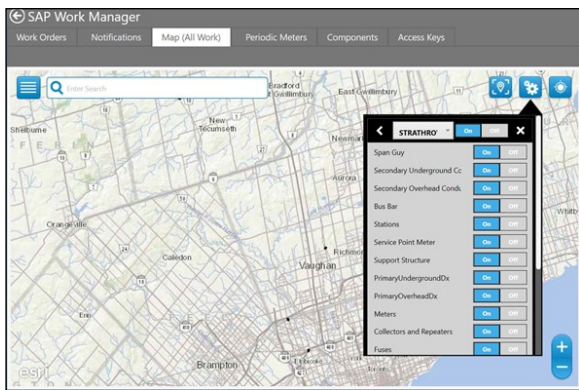 SAP Work Manager
Work Orders Notifications Map (All Work) Periodic Meters Components Access Keys
Enter Search
Bradford
East Gwillimbury
Shelburne
New
Tecumseth
Newmarket
Aurora
Orangeville
Caledon
Richmond
Vaughan
Whitby
Erin
Brampton
Toronto
esri
STRATHRO' On Off
Span Guy On Off
Secondary Underground Cc On Off
Secondary Overhead Condu On Off
Bus Bar On Off
Stations On Off
Service Point Meter On Off
Support Structure On Off
PrimaryUndergroundDx On Off
PrimaryOverheadDx On Off
Meters On Off
Collectors and Repeaters On Off
Fuses On Off